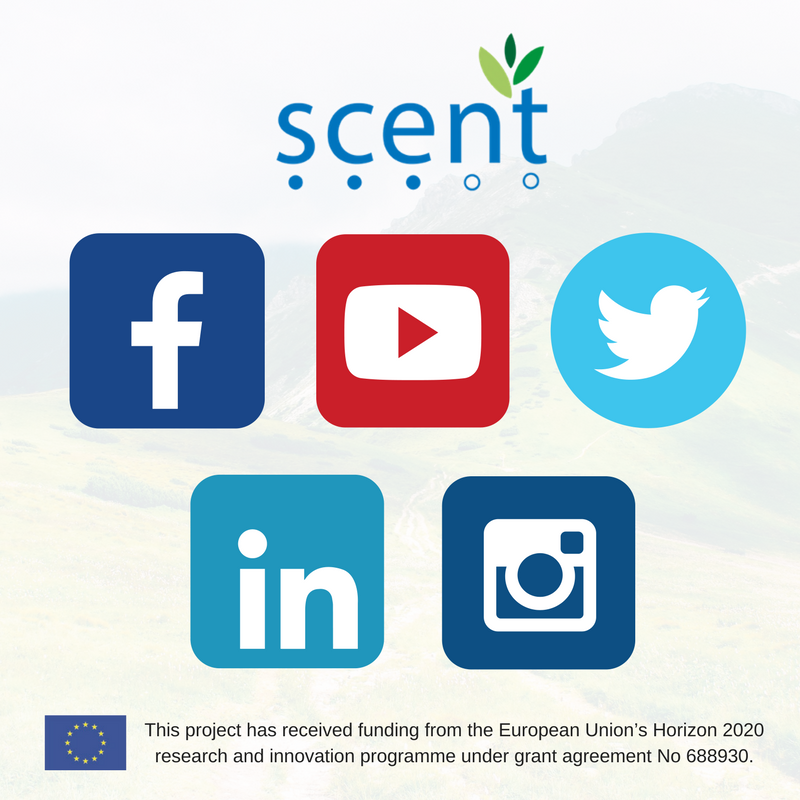 scent
f
in
This project has received funding from the European Union's Horizon 2020
research and innovation programme under grant agreement No 688930.